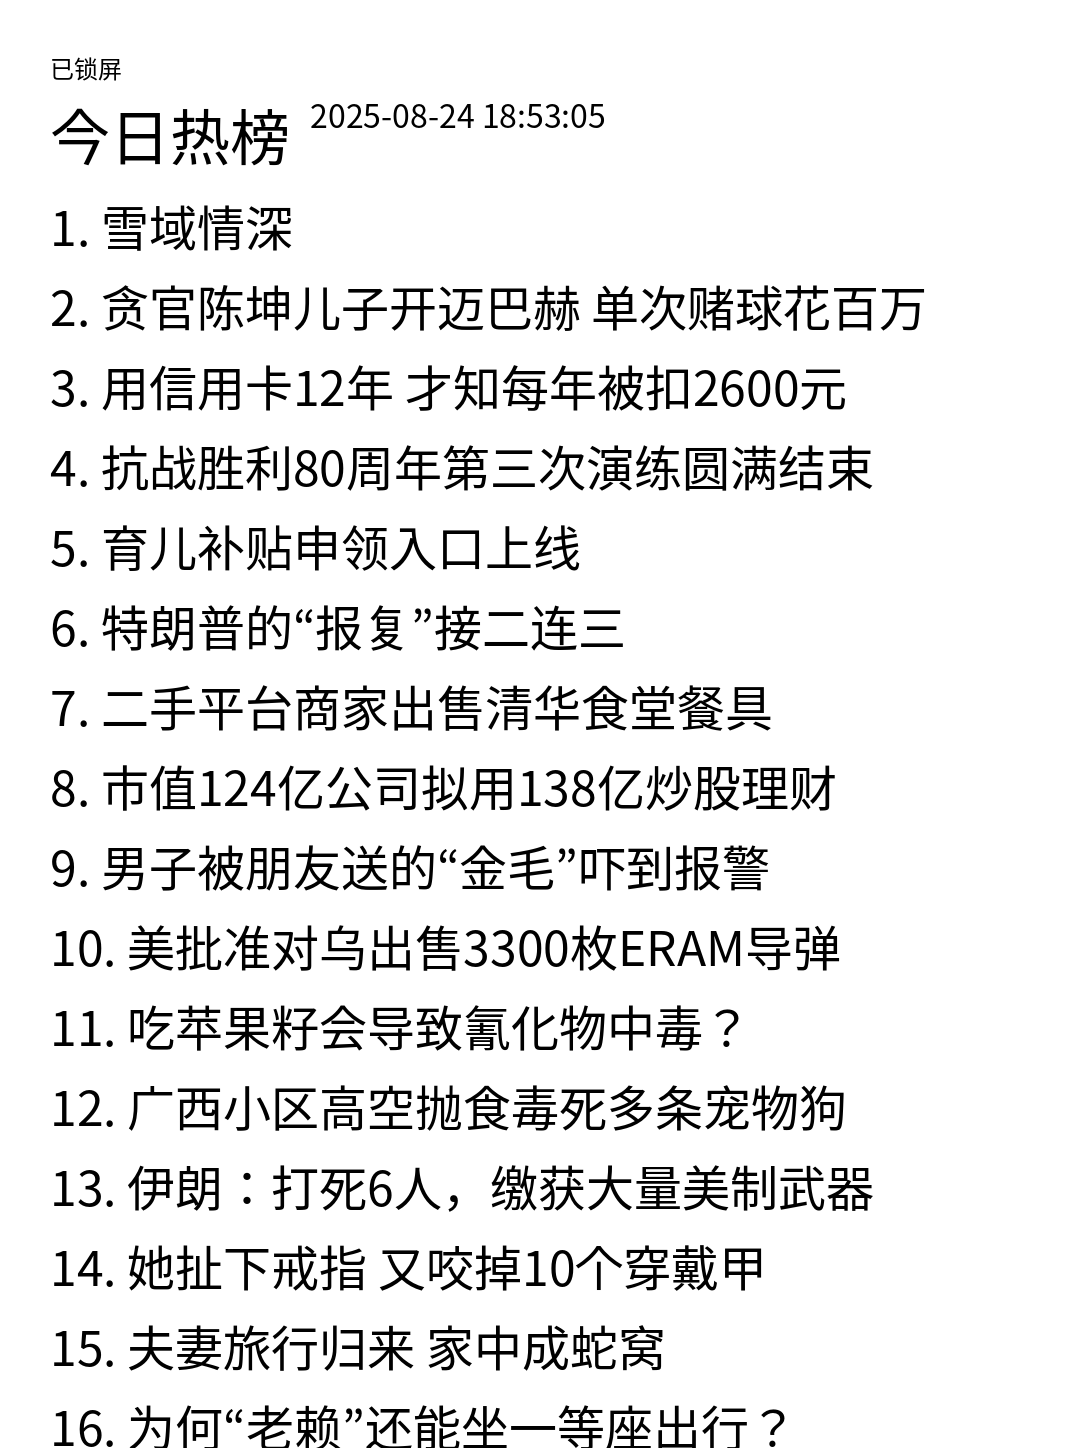 已锁屏
今日热榜 2025-08-24 18:53:05
1. 雪域情深
2. 贪官陈坤儿子开迈巴赫 单次赌球花百万
3. 用信用卡12年 才知每年被扣2600元
4. 抗战胜利80周年第三次演练圆满结束
5. 育儿补贴申领入口上线
6. 特朗普的“报复”接二连三
7. 二手平台商家出售清华食堂餐具
8. 市值124亿公司拟用138亿炒股理财
9. 男子被朋友送的“金毛”吓到报警
10. 美批准对乌出售3300枚ERAM导弹
11. 吃苹果籽会导致氰化物中毒？
12. 广西小区高空抛食毒死多条宠物狗
13. 伊朗：打死6人，缴获大量美制武器
14. 她扯下戒指 又咬掉10个穿戴甲
15. 夫妻旅行归来 家中成蛇窝
16. 为何“老赖”还能坐一等座出行？